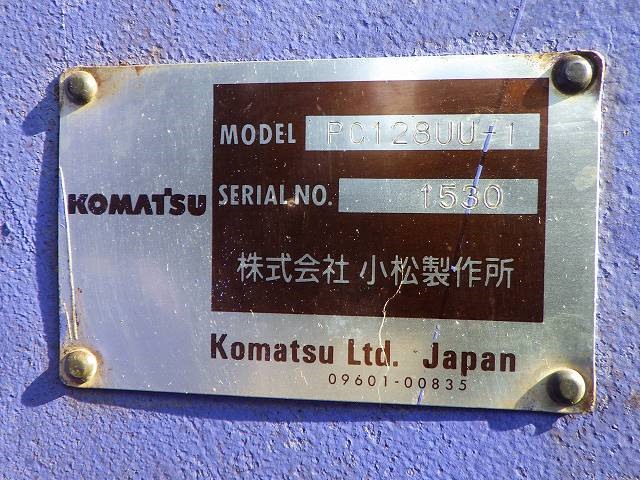 MODEL PC128UU-1
KOMATSU
SERIAL NO. 1530
株式会社 小松製作所
Komatsu Ltd. Japan
09601-00835